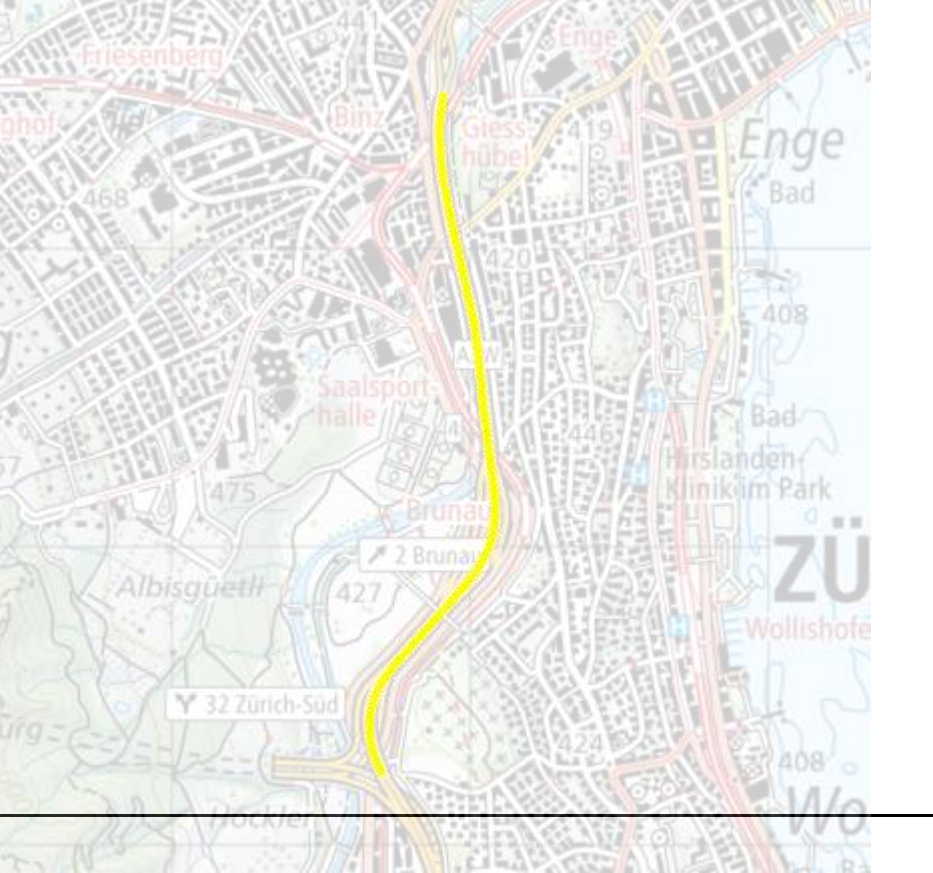 441
Friesenberg
Enge
Binz
Giess-
hübel
419
Enge
Bad
468
420
408
Saalsport-
halle
446
Bad
Hirslanden-
Klinik im Park
475
Brunau
2 Brunau
ZÜ
427
Albisgüetli
Wollishofe
32 Zürich-Süd
424
408
Höckler
Wo